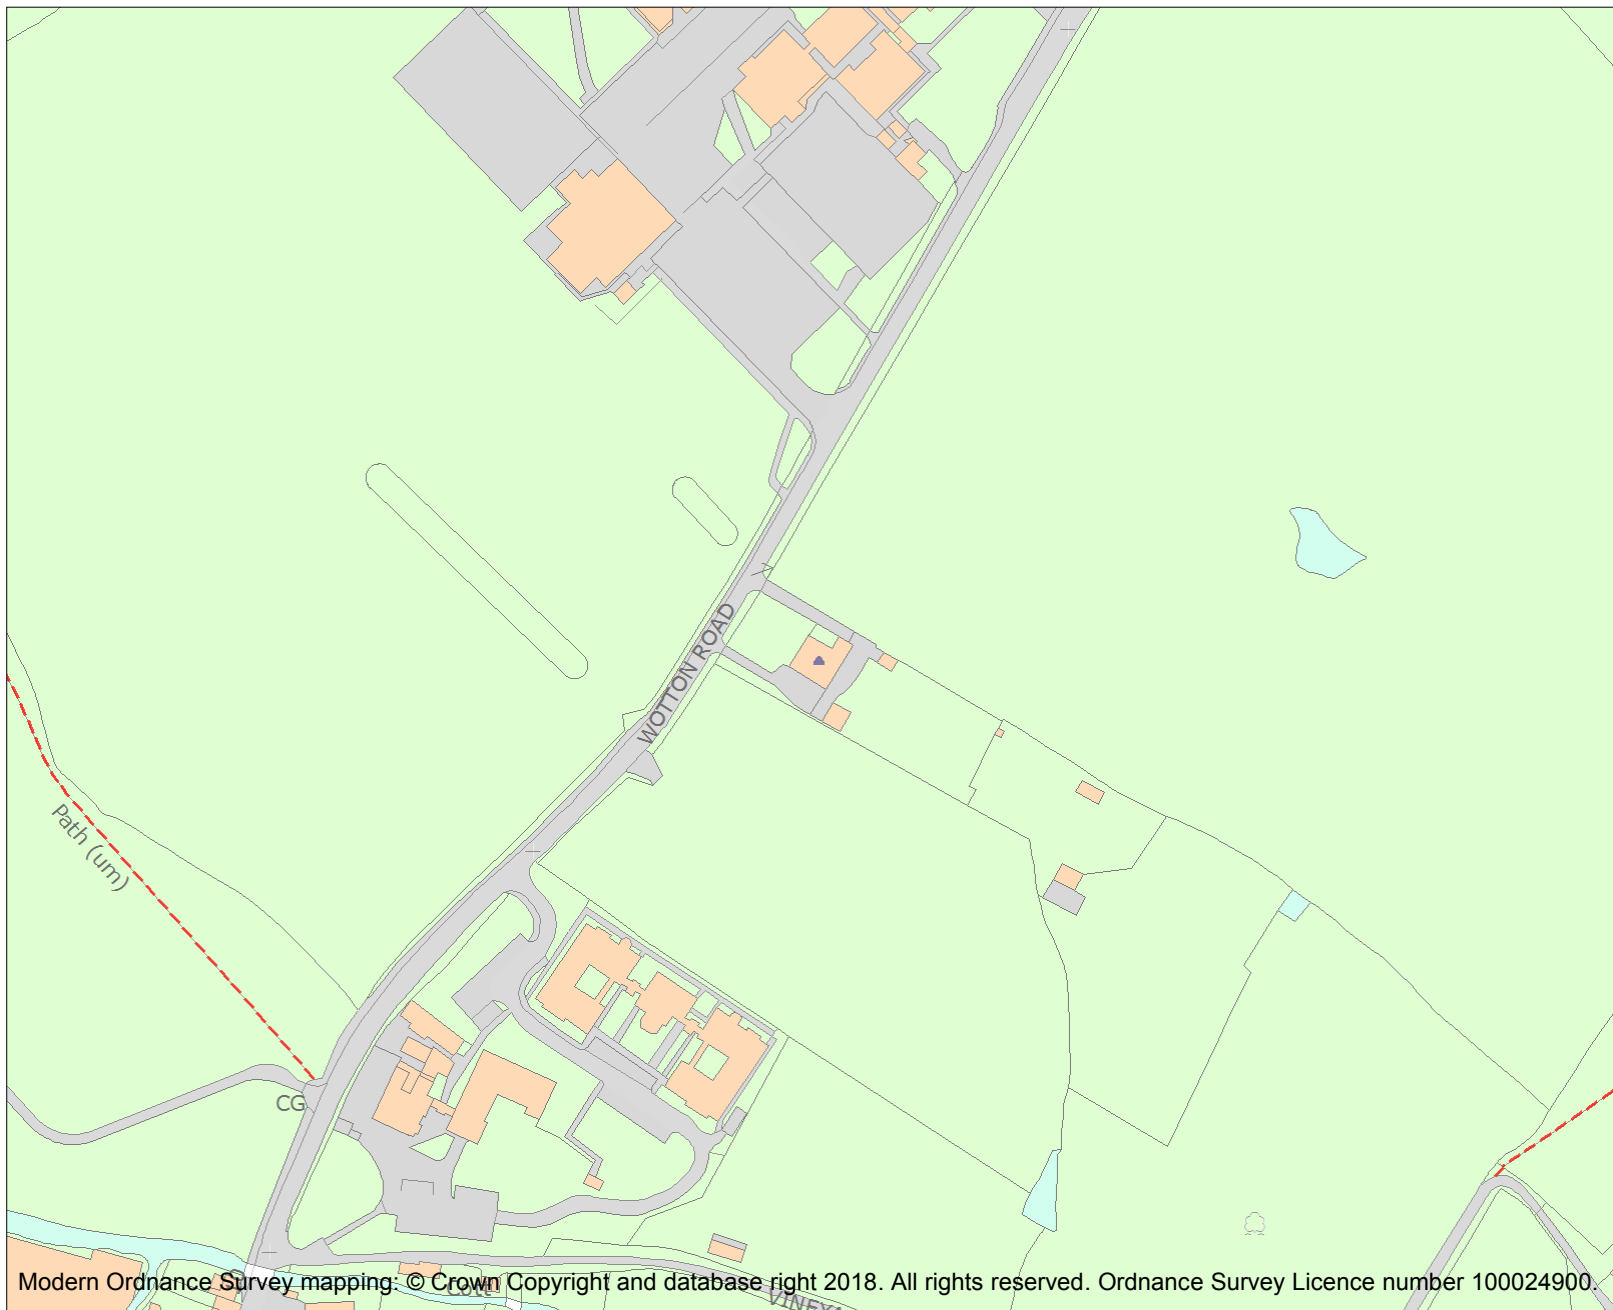 WOTTON ROAD
Path (um)
CG
Cott
Modern Ordnance Survey mapping: © Crown Copyright and database right 2018. All rights reserved. Ordnance Survey Licence number 100024900.